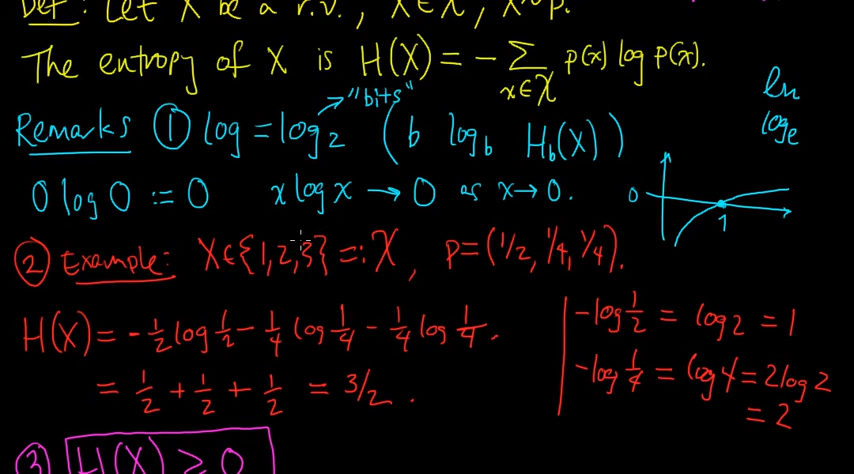 Def: Let X be a r.v., X∈𝒳, X~p.
The entropy of X is H(X) = - ∑_{x∈𝒳} p(x) log p(x).
Remarks ① log = log₂ → "bits" (b log_b H_b(X)) ln
log_e
0 log 0 := 0 x log x → 0 as x→0. 0 1
② Example: X∈{1,2,3} =: 𝒳, p=(1/2, 1/4, 1/4).
H(X) = -1/2 log 1/2 - 1/4 log 1/4 - 1/4 log 1/4. -log 1/2 = log 2 = 1
= 1/2 + 1/2 + 1/2 = 3/2. -log 1/4 = log 4 = 2 log 2
= 2
③ H(X) ≥ 0